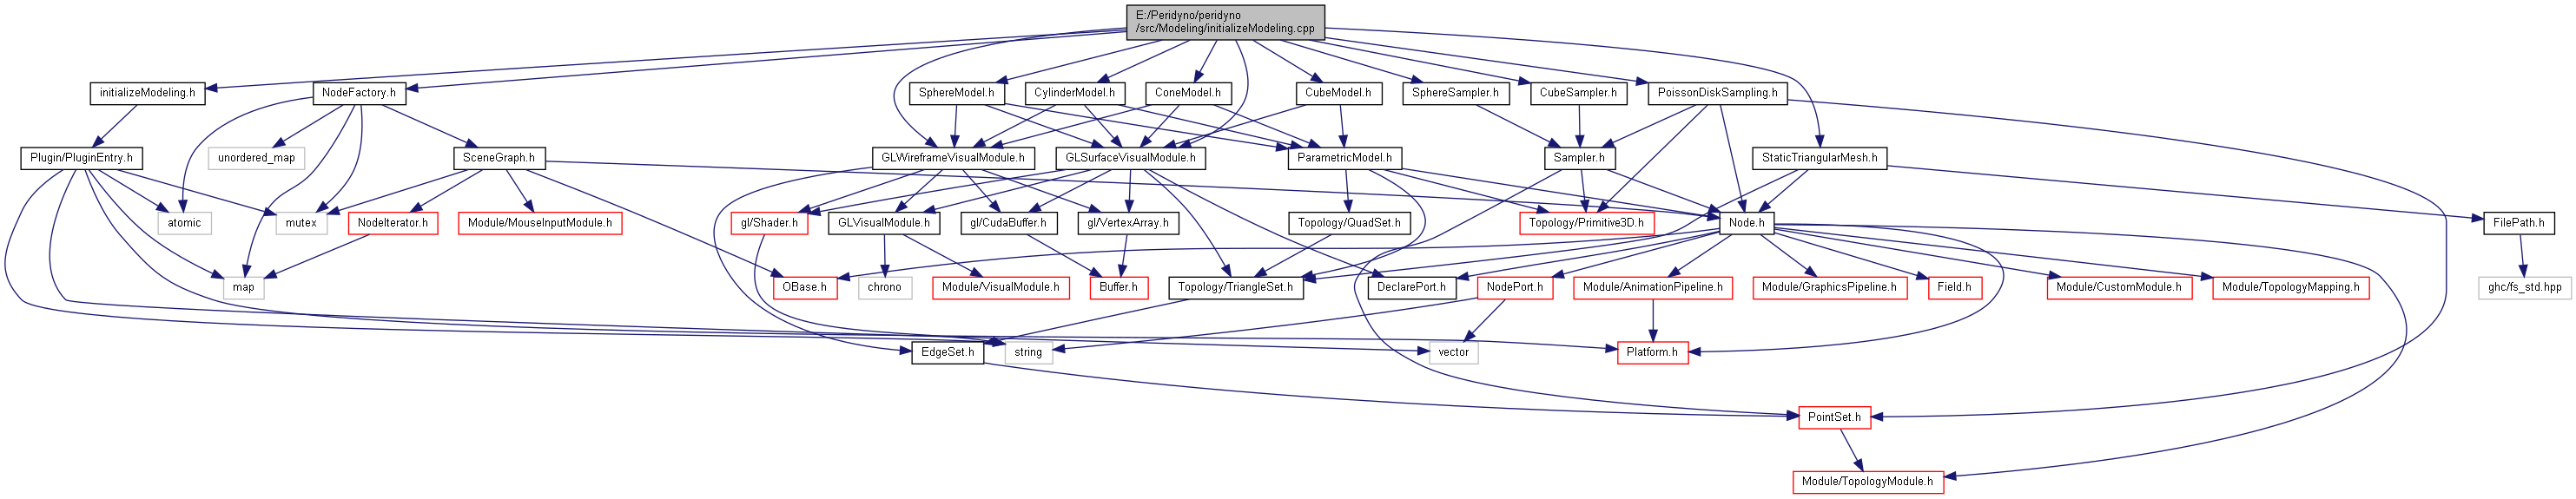 E:/Peridyno/peridyno
/src/Modeling/initializeModeling.cpp
initializeModeling.h
NodeFactory.h
SphereModel.h
CylinderModel.h
ConeModel.h
CubeModel.h
SphereSampler.h
CubeSampler.h
PoissonDiskSampling.h
Plugin/PluginEntry.h
unordered_map
SceneGraph.h
GLWireframeVisualModule.h
GLSurfaceVisualModule.h
ParametricModel.h
Sampler.h
StaticTriangularMesh.h
atomic
mutex
NodeIterator.h
Module/MouseInputModule.h
gl/Shader.h
GLVisualModule.h
gl/CudaBuffer.h
gl/VertexArray.h
Topology/QuadSet.h
Topology/Primitive3D.h
Node.h
FilePath.h
map
OBase.h
chrono
Module/VisualModule.h
Buffer.h
Topology/TriangleSet.h
DeclarePort.h
NodePort.h
Module/AnimationPipeline.h
Module/GraphicsPipeline.h
Field.h
Module/CustomModule.h
Module/TopologyMapping.h
ghc/fs_std.hpp
EdgeSet.h
string
vector
Platform.h
PointSet.h
Module/TopologyModule.h